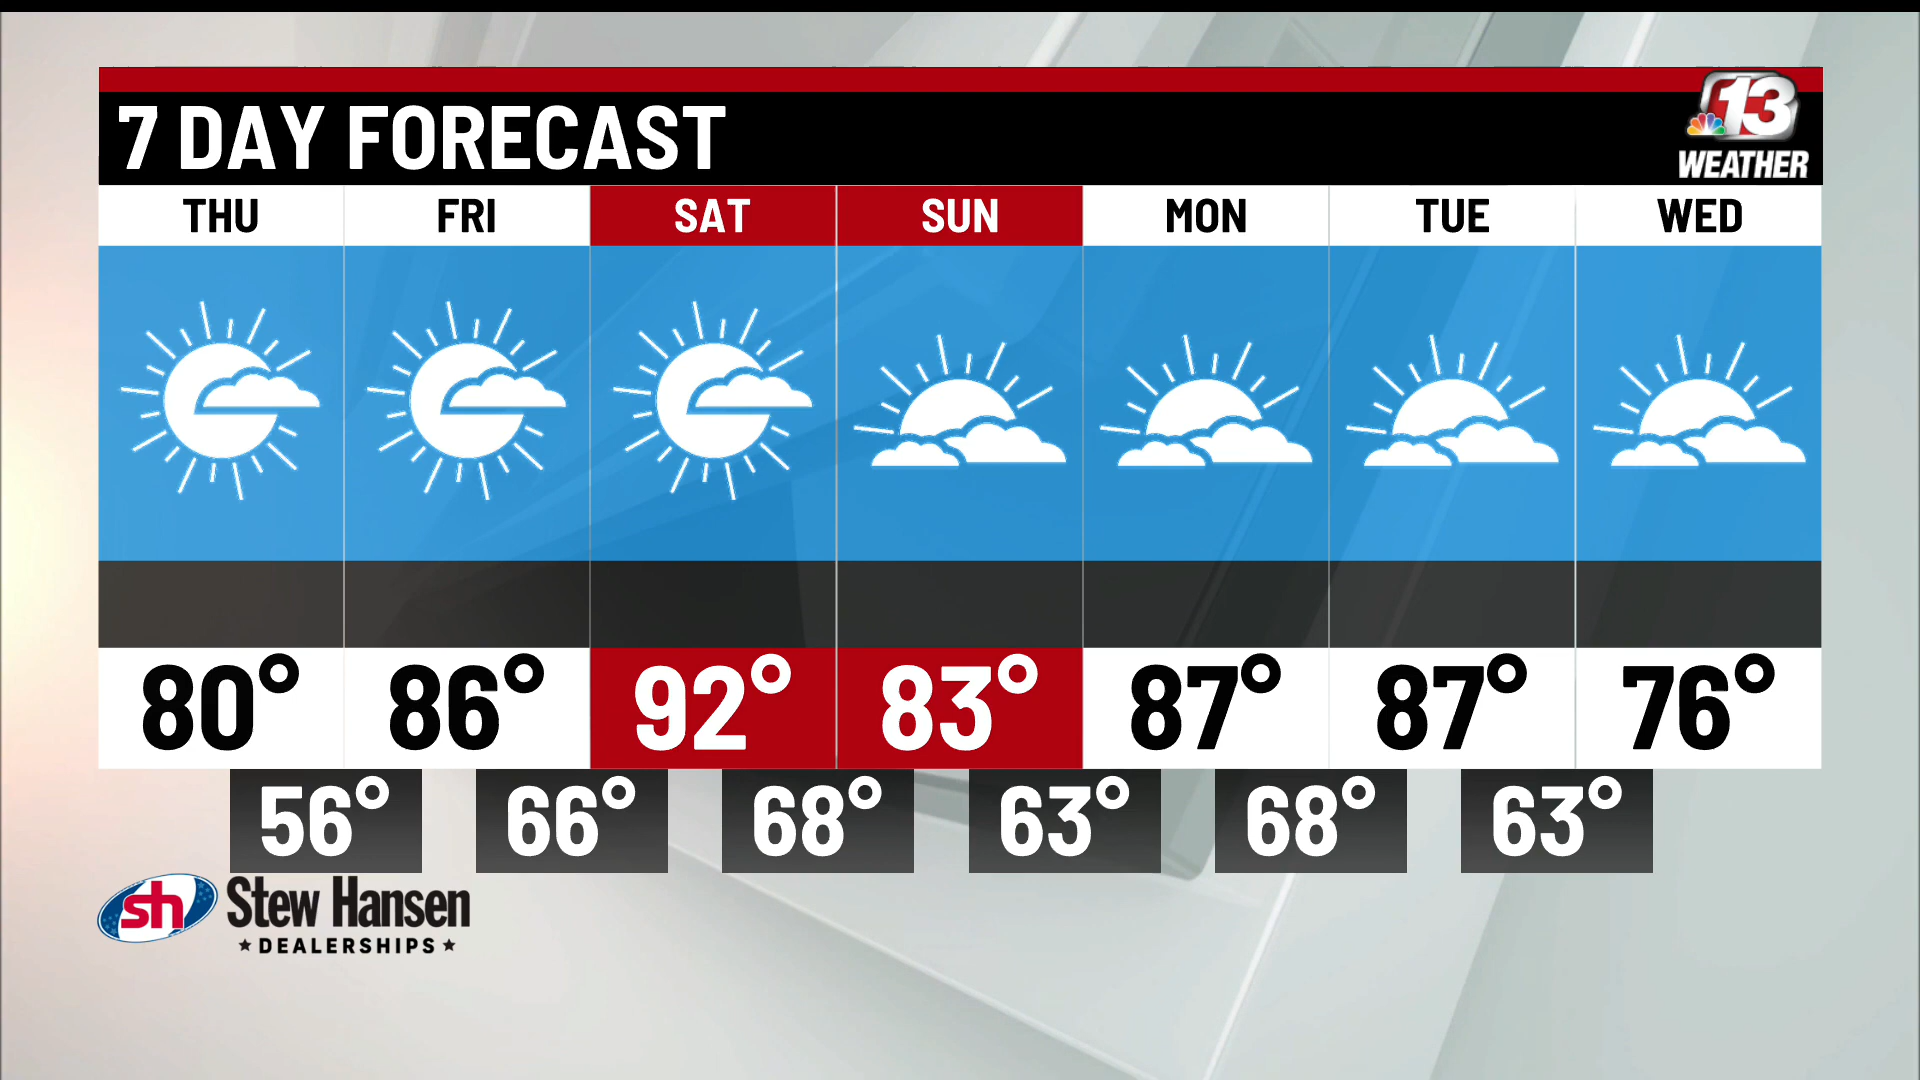 7 DAY FORECAST
13
WEATHER
THU FRI SAT SUN MON TUE WED
80° 86° 92° 83° 87° 87° 76°
56° 66° 68° 63° 68° 63°
sh Stew Hansen
★DEALERSHIPS★